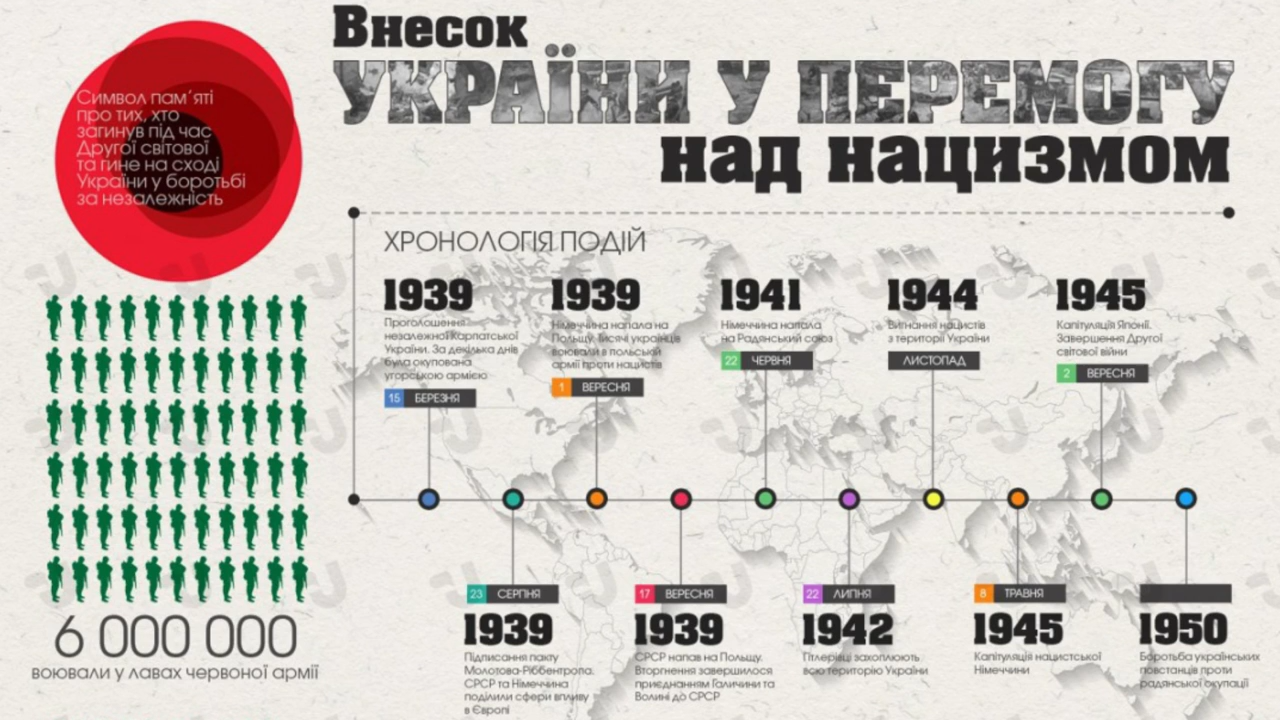 Внесок
УКРАЇНИ У ПЕРЕМОГУ
над нацизмом
Символ пам´яті
про тих, хто
загинув під час
Другої світової
та гине на сході
України у боротьбі
за незалежність
6 000 000
воювали у лавах червоної армії
ХРОНОЛОГІЯ ПОДІЙ
1939
Проголошення
незалежної Карпатської
України. За декілька днів
була окупована
угорською армією
15 БЕРЕЗНЯ
1939
Німеччина напала на
Польщу. Тисячі українців
воювали в польській
армії проти нацистів
1 ВЕРЕСНЯ
1941
Німеччина напала
на Радянський союз
22 ЧЕРВНЯ
1944
Вигнання нацистів
з території України
ЛИСТОПАД
1945
Капітуляція Японії.
Завершення Другої
світової війни
2 ВЕРЕСНЯ
23 СЕРПНЯ
1939
Підписання пакту
Молотова-Ріббентропа.
СРСР та Німеччина
поділили сфери впливу
в Європі
17 ВЕРЕСНЯ
1939
СРСР напав на Польщу.
Вторгнення завершилося
приєднанням Галичини та
Волині до СРСР
22 ЛИПНЯ
1942
Гітлерівці захоплюють
всю територію України
8 ТРАВНЯ
1945
Капітуляція нацистської
Німеччини
1950
Боротьба українських
повстанців проти
радянської окупації